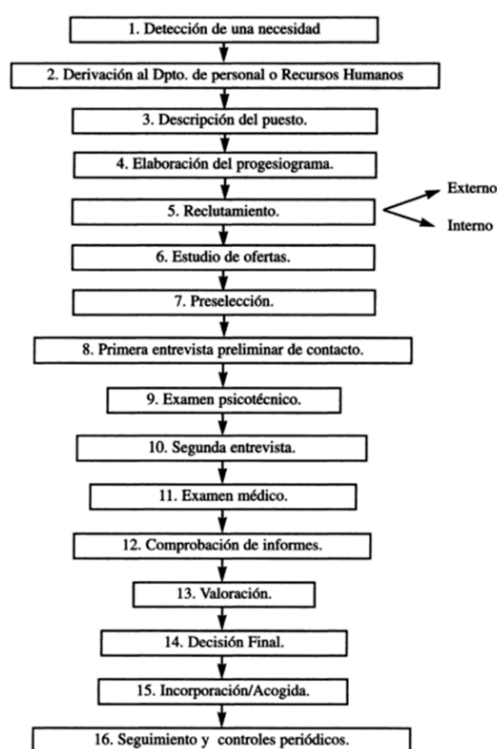 1. Detección de una necesidad
2. Derivación al Dpto. de personal o Recursos Humanos
3. Descripción del puesto.
4. Elaboración del progesiograma.
5. Reclutamiento.
Externo
Interno
6. Estudio de ofertas.
7. Preselección.
8. Primera entrevista preliminar de contacto.
9. Examen psicotécnico.
10. Segunda entrevista.
11. Examen médico.
12. Comprobación de informes.
13. Valoración.
14. Decisión Final.
15. Incorporación/Acogida.
16. Seguimiento y controles periódicos.